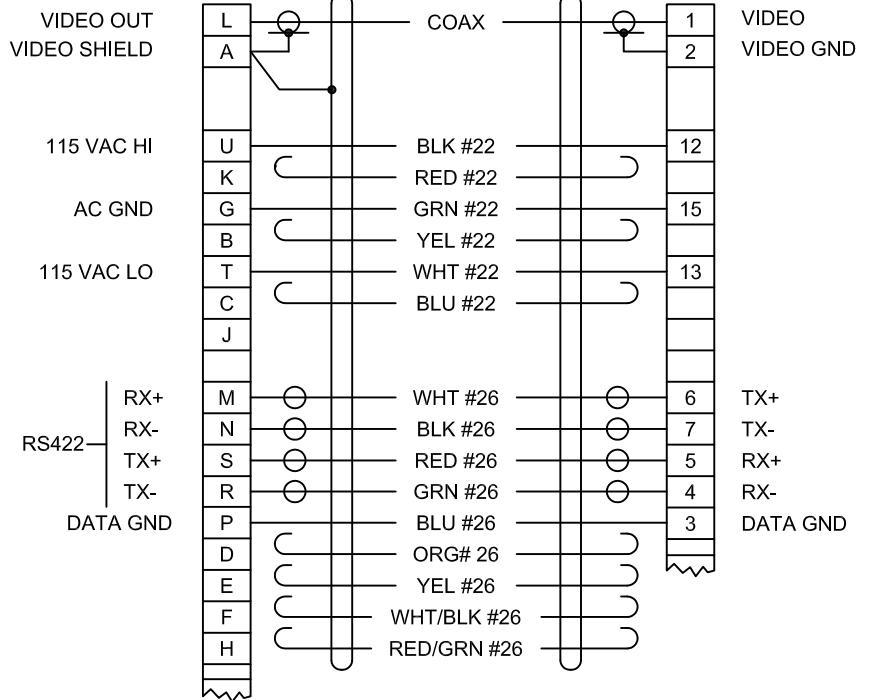 VIDEO OUT L COAX 1 VIDEO
VIDEO SHIELD A 2 VIDEO GND
115 VAC HI U BLK #22 12
K RED #22
AC GND G GRN #22 15
B YEL #22
115 VAC LO T WHT #22 13
C BLU #22
J
RX+ M WHT #26 6 TX+
RX- N BLK #26 7 TX-
RS422
TX+ S RED #26 5 RX+
TX- R GRN #26 4 RX-
DATA GND P BLU #26 3 DATA GND
D ORG# 26
E YEL #26
F WHT/BLK #26
H RED/GRN #26